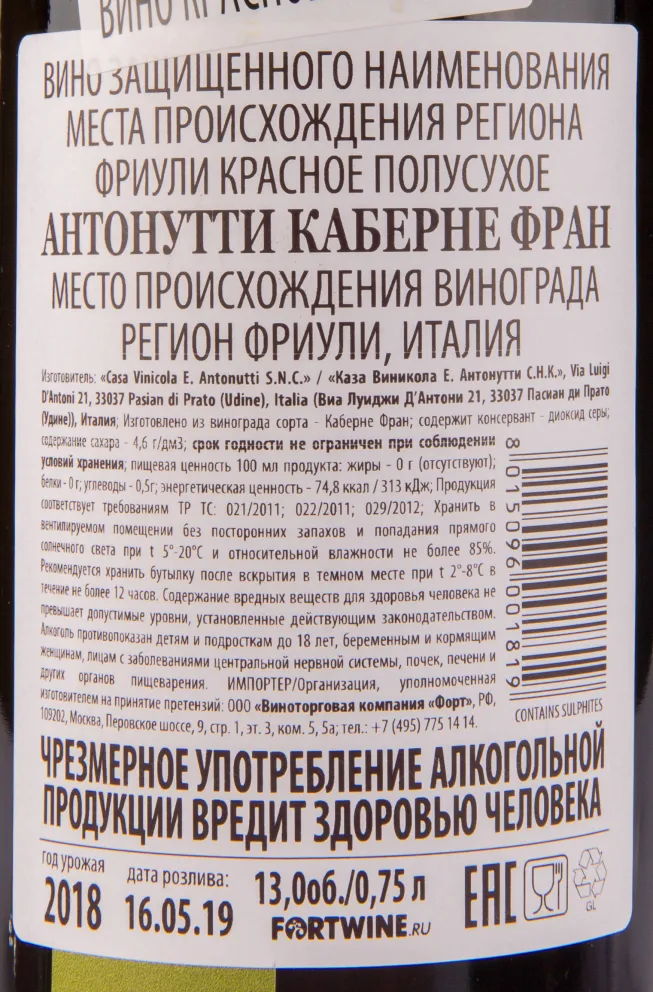 ВИНО КРАСНОЕ
ВИНО ЗАЩИЩЕННОГО НАИМЕНОВАНИЯ
МЕСТА ПРОИСХОЖДЕНИЯ РЕГИОНА
ФРИУЛИ КРАСНОЕ ПОЛУСУХОЕ
АНТОНУТТИ КАБЕРНЕ ФРАН
МЕСТО ПРОИСХОЖДЕНИЯ ВИНОГРАДА
РЕГИОН ФРИУЛИ, ИТАЛИЯ
Изготовитель: «Casa Vinicola E. Antonutti S.N.C.» / «Каза Виникола Е. Антонутти С.Н.К.», Via Luigi
D'Antoni 21, 33037 Pasian di Prato (Udine), Italia (Виа Луиджи Д'Антони 21, 33037 Пасиан ди Прато
(Удине)), Италия; Изготовлено из винограда сорта - Каберне Фран; содержит консервант - диоксид серы;
содержание сахара - 4,6 г/дм3; срок годности не ограничен при соблюдении
условий хранения; пищевая ценность 100 мл продукта: жиры - 0 г (отсутствуют);
белки - 0 г; углеводы - 0,5г; энергетическая ценность - 74,8 ккал / 313 кДж; Продукция
соответствует требованиям ТР ТС: 021/2011; 022/2011; 029/2012; Хранить в
вентилируемом помещении без посторонних запахов и попадания прямого
солнечного света при t 5°-20°C и относительной влажности не более 85%.
Рекомендуется хранить бутылку после вскрытия в темном месте при t 2°-8°C в
течение не более 12 часов. Содержание вредных веществ для здоровья человека не
превышает допустимые уровни, установленные действующим законодательством.
Алкоголь противопоказан детям и подросткам до 18 лет, беременным и кормящим
женщинам, лицам с заболеваниями центральной нервной системы, почек, печени и
других органов пищеварения. ИМПОРТЕР/Организация, уполномоченная
изготовителем на принятие претензий: ООО «Виноторговая компания «Форт», РФ,
109202, Москва, Перовское шоссе, 9, стр. 1, эт. 3, ком. 5, 5а; тел.: +7 (495) 775 14 14.
8 015096 001819
CONTAINS SULPHITES
ЧРЕЗМЕРНОЕ УПОТРЕБЛЕНИЕ АЛКОГОЛЬНОЙ
ПРОДУКЦИИ ВРЕДИТ ЗДОРОВЬЮ ЧЕЛОВЕКА
год урожая
2018
дата розлива:
16.05.19
13,0об./0,75 л
FORTWINE.RU
EAC
GL